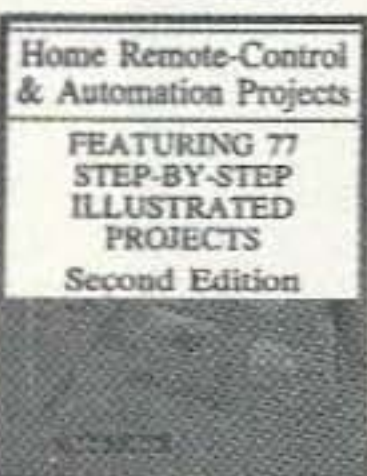 Home Remote-Control
& Automation Projects
FEATURING 77
STEP-BY-STEP
ILLUSTRATED
PROJECTS
Second Edition